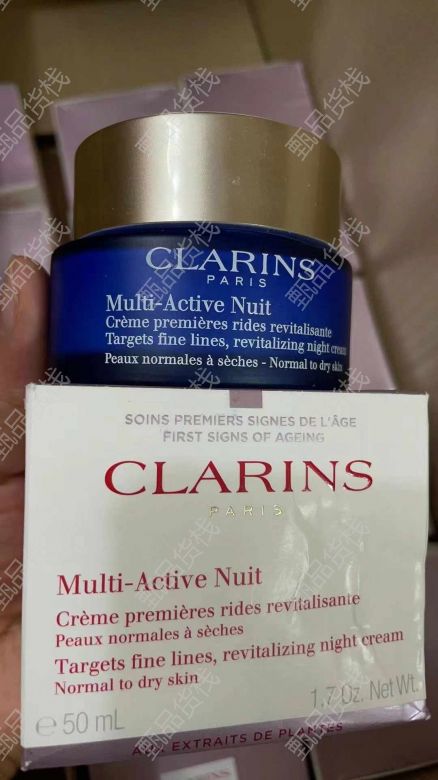 CLARINS
PARIS
Multi-Active Nuit
Crème premières rides revitalisante
Targets fine lines, revitalizing night cream
Peaux normales à sèches - Normal to dry skin
SOINS PREMIERS SIGNES DE L'ÂGE
FIRST SIGNS OF AGEING
CLARINS
PARIS
Multi-Active Nuit
Crème premières rides revitalisante
Peaux normales à sèches
Targets fine lines, revitalizing night cream
Normal to dry skin
℮ 50 mL
1.7 Oz. Net Wt.
AUX EXTRAITS DE PLANTES
甄品货栈